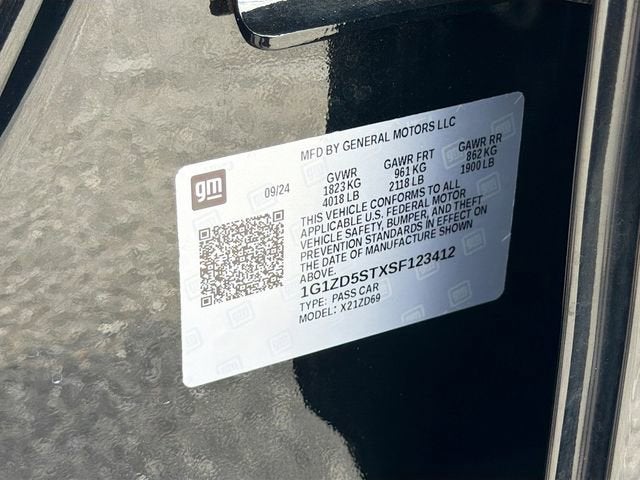 MFD BY GENERAL MOTORS LLC
gm
09/24
GVWR GAWR FRT GAWR RR
1823 KG 961 KG 862 KG
4018 LB 2118 LB 1900 LB
THIS VEHICLE CONFORMS TO ALL
APPLICABLE U.S. FEDERAL MOTOR
VEHICLE SAFETY, BUMPER, AND THEFT
PREVENTION STANDARDS IN EFFECT ON
THE DATE OF MANUFACTURE SHOWN
ABOVE.
1G1ZD5STXSF123412
TYPE: PASS CAR
MODEL: X21ZD69